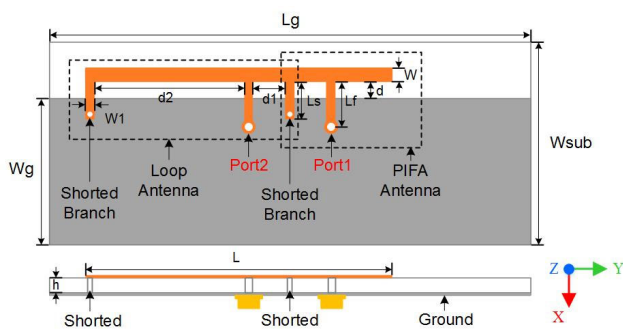 Lg
W
d
d2
d1
Ls
Lf
W1
Wg
Wsub
Loop
Antenna
Port2
Port1
PIFA
Antenna
Shorted
Branch
Shorted
Branch
L
h
Z
Y
X
Shorted
Shorted
Ground